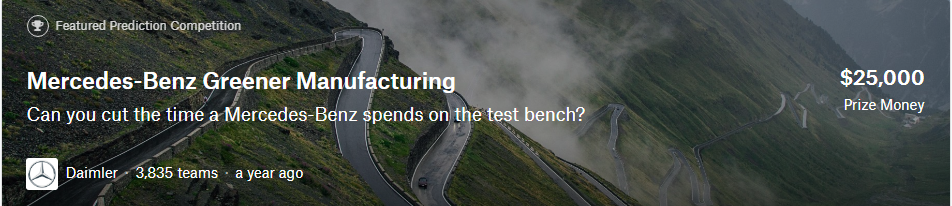 Featured Prediction Competition
Mercedes-Benz Greener Manufacturing
$25,000
Can you cut the time a Mercedes-Benz spends on the test bench?
Prize Money
Daimler · 3,835 teams · a year ago